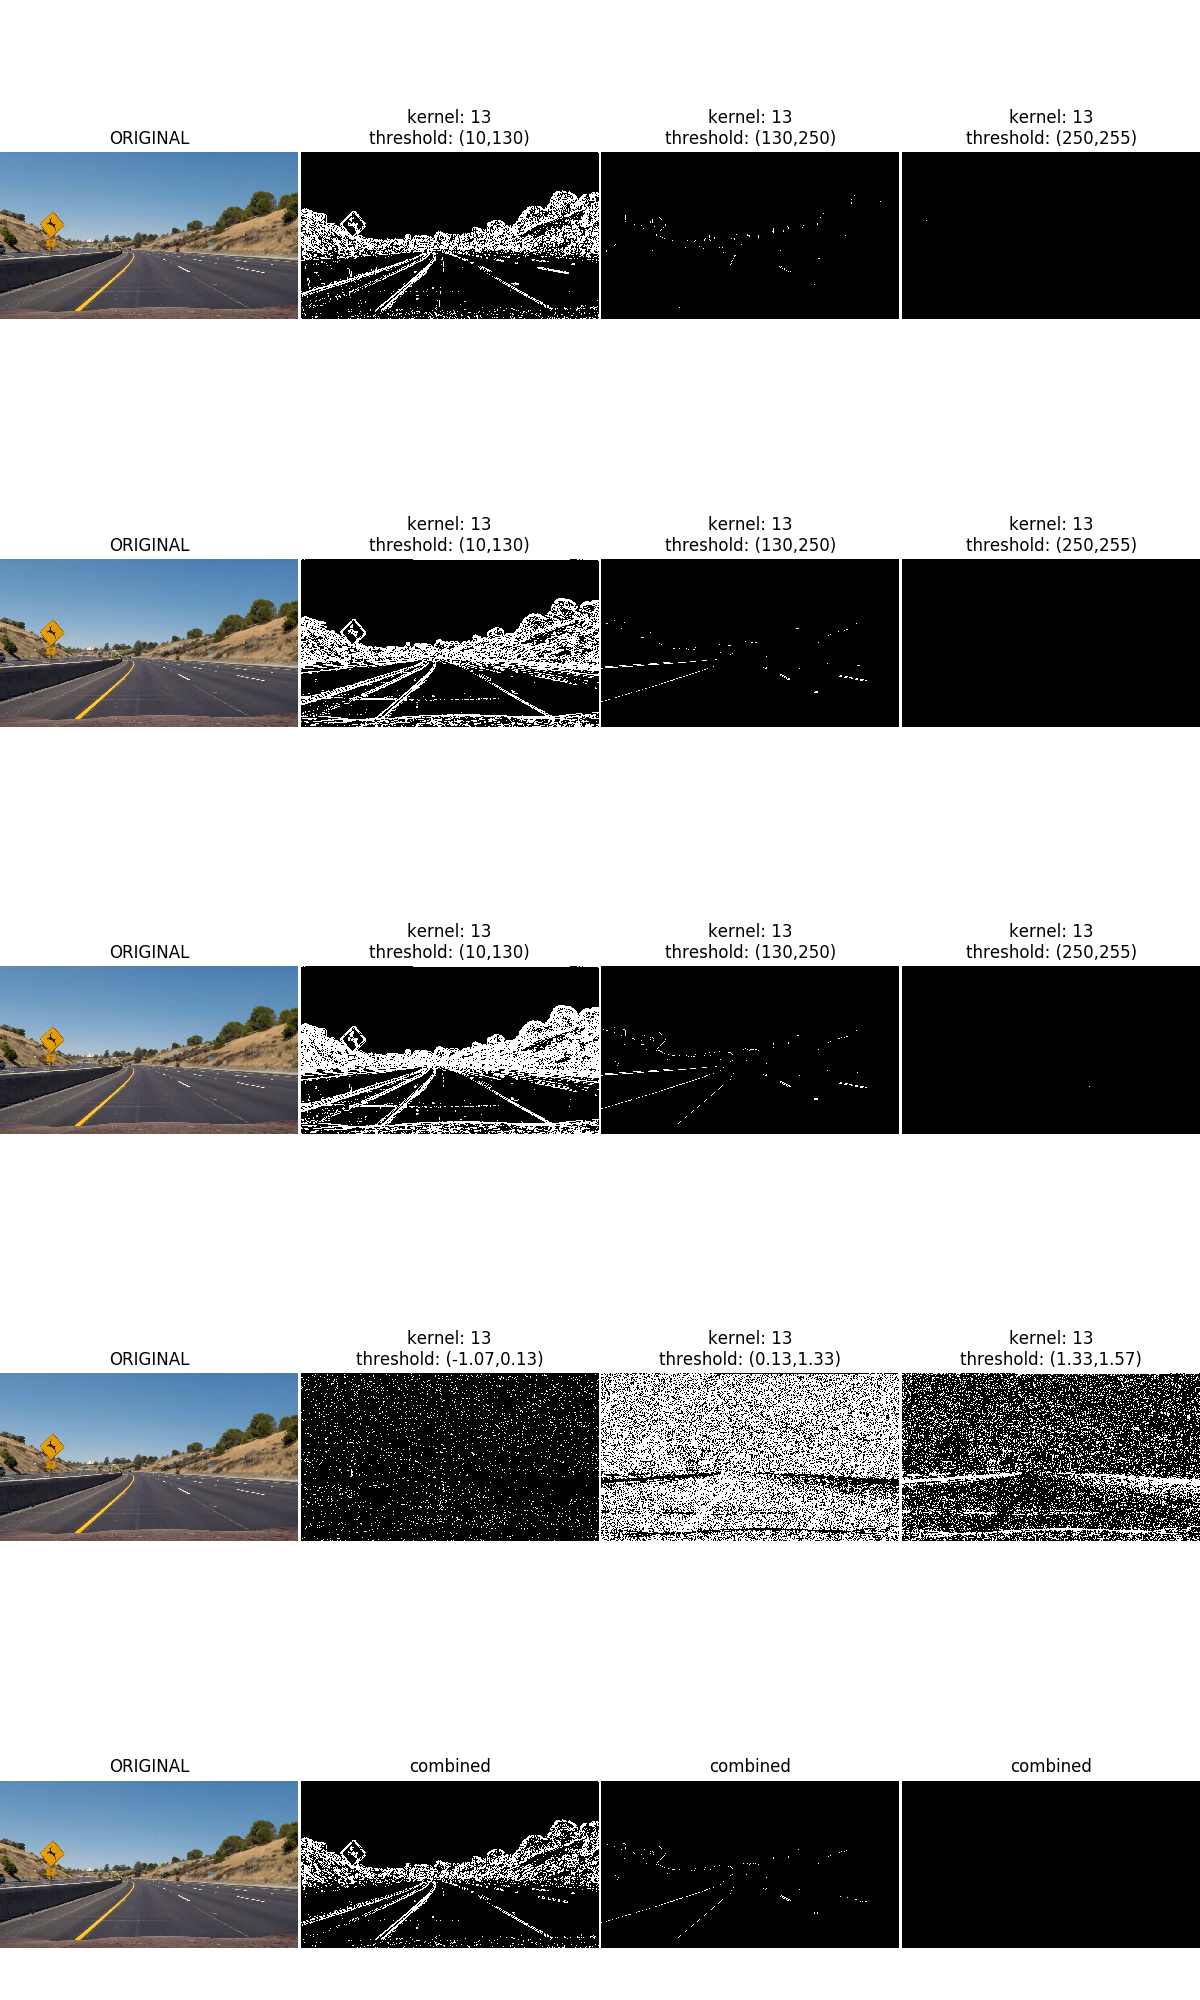 ORIGINAL
kernel: 13
threshold: (10,130)
kernel: 13
threshold: (130,250)
kernel: 13
threshold: (250,255)
ORIGINAL
kernel: 13
threshold: (10,130)
kernel: 13
threshold: (130,250)
kernel: 13
threshold: (250,255)
ORIGINAL
kernel: 13
threshold: (10,130)
kernel: 13
threshold: (130,250)
kernel: 13
threshold: (250,255)
ORIGINAL
kernel: 13
threshold: (-1.07,0.13)
kernel: 13
threshold: (0.13,1.33)
kernel: 13
threshold: (1.33,1.57)
ORIGINAL
combined
combined
combined